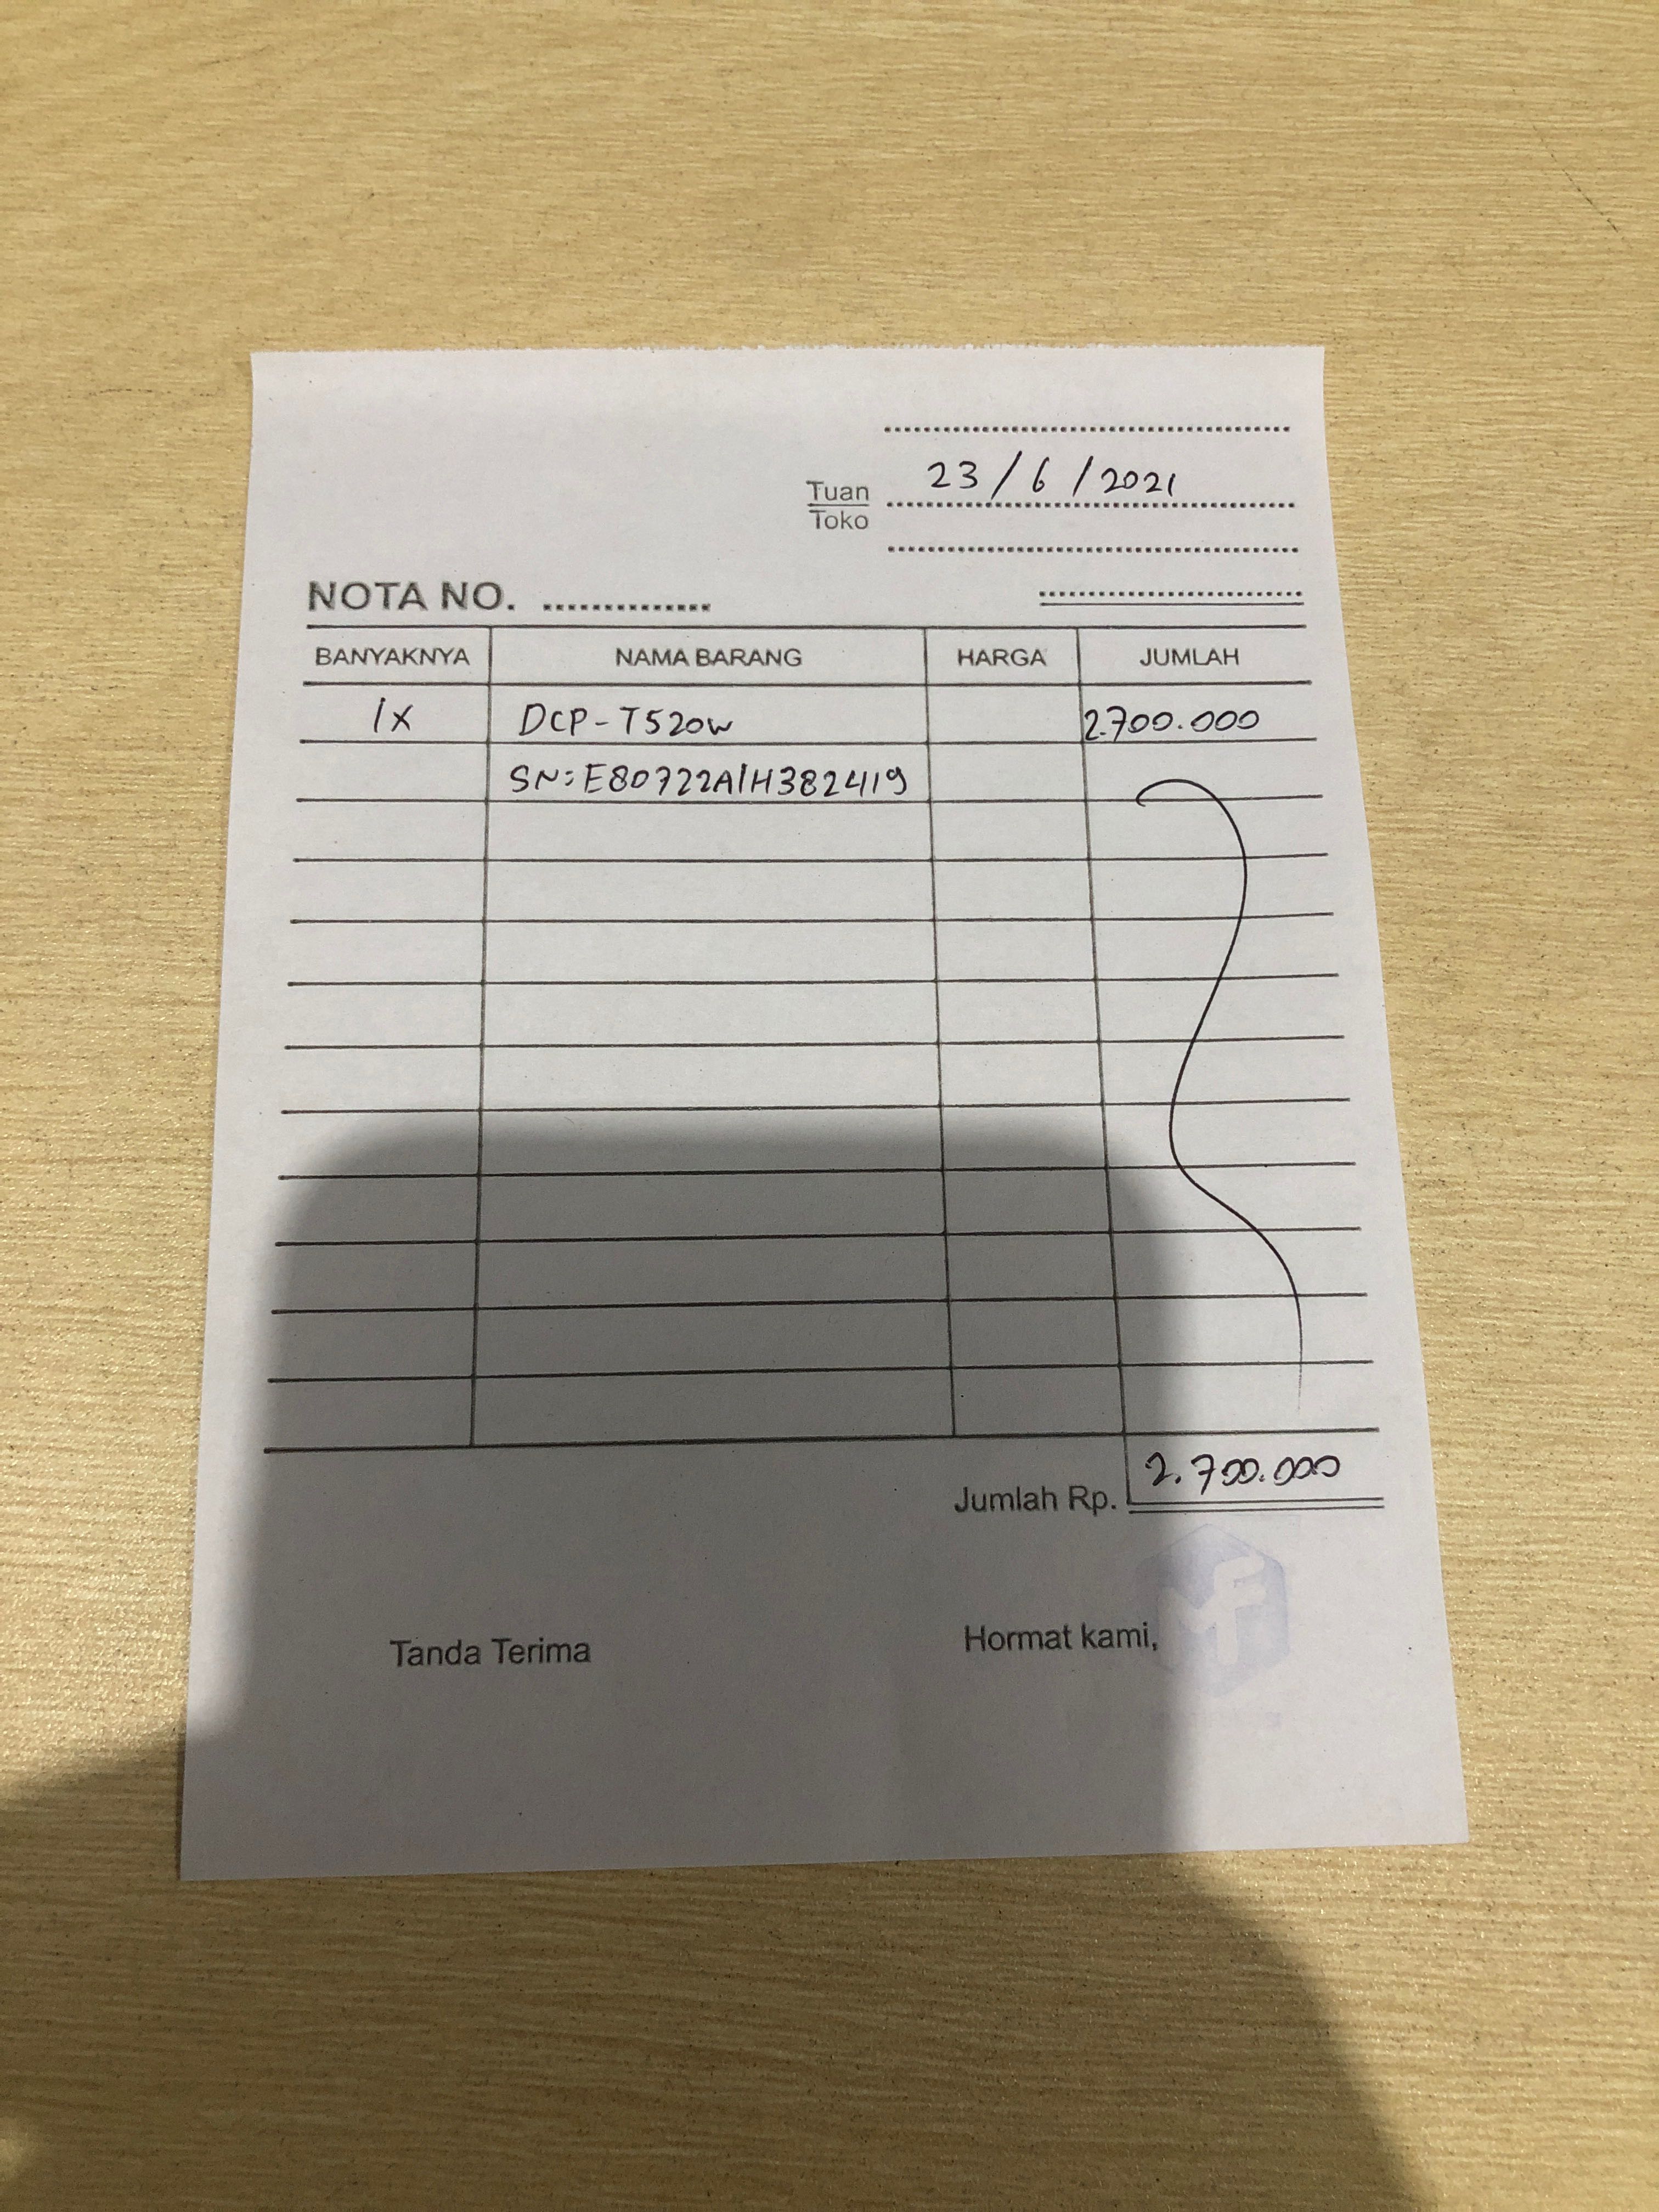 23/6/2021
Tuan
Toko
NOTA NO. ..............
BANYAKNYA NAMA BARANG HARGA JUMLAH
1X DCP-T520W 2.700.000
SN: E80722A1H382419
Jumlah Rp. 2.700.000
Tanda Terima Hormat kami,